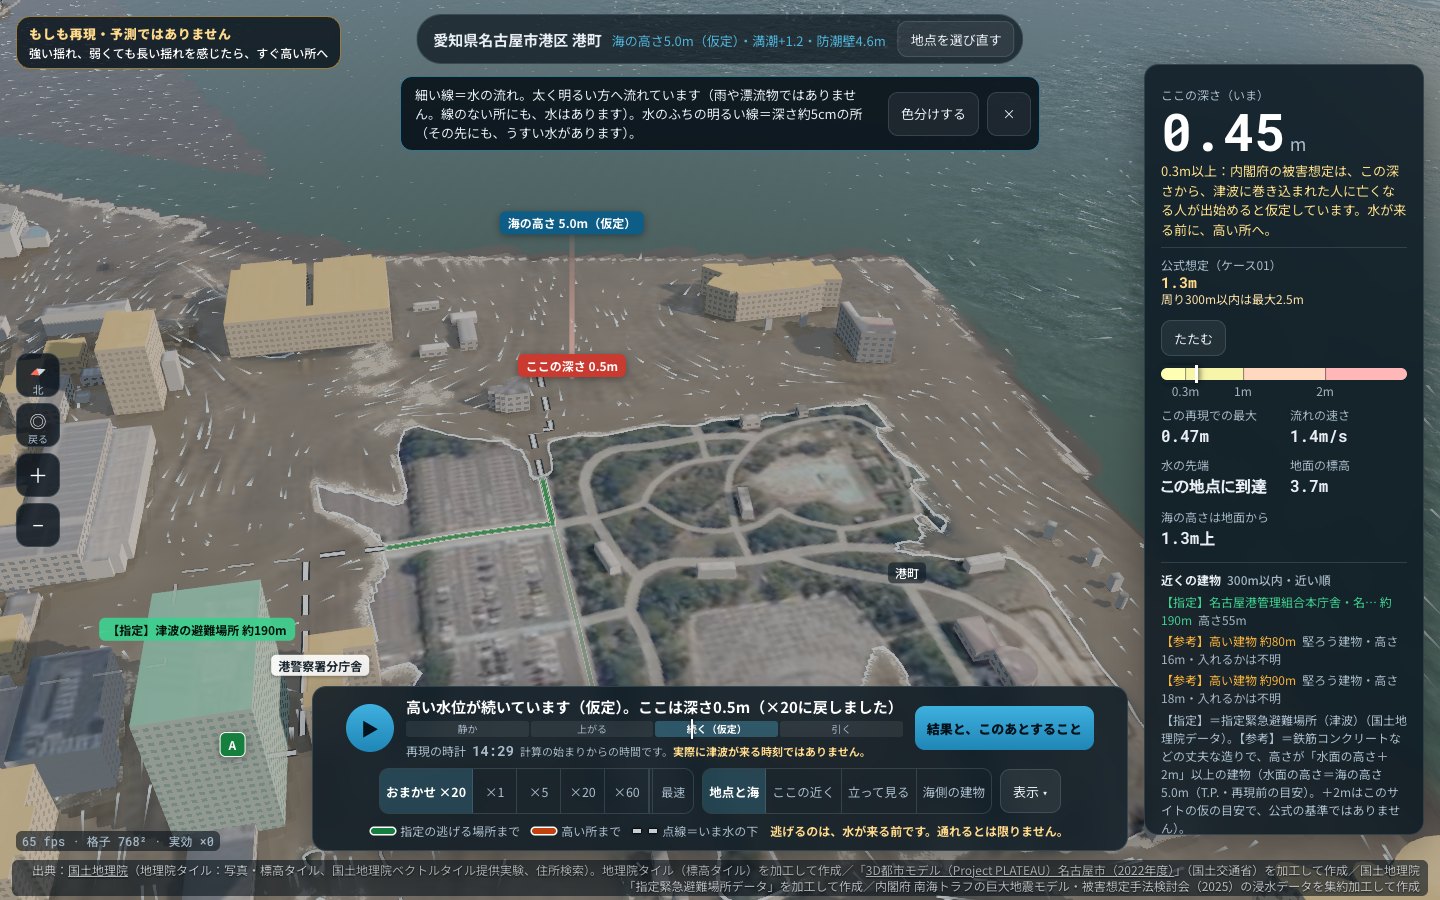 もしも再現・予測ではありません
強い揺れ、弱くても長い揺れを感じたら、すぐ高い所へ
愛知県名古屋市港区 港町
海の高さ5.0m（仮定）・満潮+1.2・防潮壁4.6m
地点を選び直す
細い線＝水の流れ。太く明るい方へ流れています（雨や漂流物ではありませ
ん。線のない所にも、水はあります）。水のふちの明るい線＝深さ約5cmの所
（その先にも、うすい水があります）。
色分けする
×
海の高さ 5.0m（仮定）
ここの深さ 0.5m
北
戻る
+
−
港町
【指定】津波の避難場所 約190m
港警察署分庁舎
A
ここの深さ（いま）
0.45 m
0.3m以上：内閣府の被害想定は、この深
さから、津波に巻き込まれた人に亡くな
る人が出始めると仮定しています。水が来
る前に、高い所へ。
公式想定（ケース01）
1.3m
周り300m以内は最大2.5m
たたむ
0.3m 1m 2m
この再現での最大 流れの速さ
0.47m 1.4m/s
水の先端 地面の標高
この地点に到達 3.7m
海の高さは地面から
1.3m上
近くの建物 300m以内・近い順
【指定】名古屋港管理組合本庁舎・名… 約
190m 高さ55m
【参考】高い建物 約80m 堅ろう建物・高さ
16m・入れるかは不明
【参考】高い建物 約90m 堅ろう建物・高さ
18m・入れるかは不明
【指定】＝指定緊急避難場所（津波）（国土地
理院データ）。【参考】＝鉄筋コンクリートな
どの丈夫な造りで、高さが「水面の高さ＋
2m」以上の建物（水面の高さ＝海の高さ
5.0m（T.P.・再現前の目安）。＋2mはこのサ
イトの仮の目安で、公式の基準ではありませ
ん）。
高い水位が続いています（仮定）。ここは深さ0.5m（×20に戻しました）
静か 上がる 続く（仮定） 引く
再現の時計 14:29 計算の始まりからの時間です。実際に津波が来る時刻ではありません。
結果と、このあとすること
おまかせ ×20 ×1 ×5 ×20 ×60 最速 地点と海 ここの近く 立って見る 海側の建物 表示▾
指定の逃げる場所まで 高い所まで 点線＝いま水の下 逃げるのは、水が来る前です。通れるとは限りません。
65 fps · 格子 768² · 実効 ×0
出典：国土地理院（地理院タイル：写真・標高タイル、国土地理院ベクトルタイル提供実験、住所検索）。地理院タイル（標高タイル）を加工して作成／「3D都市モデル（Project PLATEAU）名古屋市（2022年度）」（国土交通省）を加工して作成／国土地理院
「指定緊急避難場所データ」を加工して作成／内閣府 南海トラフの巨大地震モデル・被害想定手法検討会（2025）の浸水データを集約加工して作成